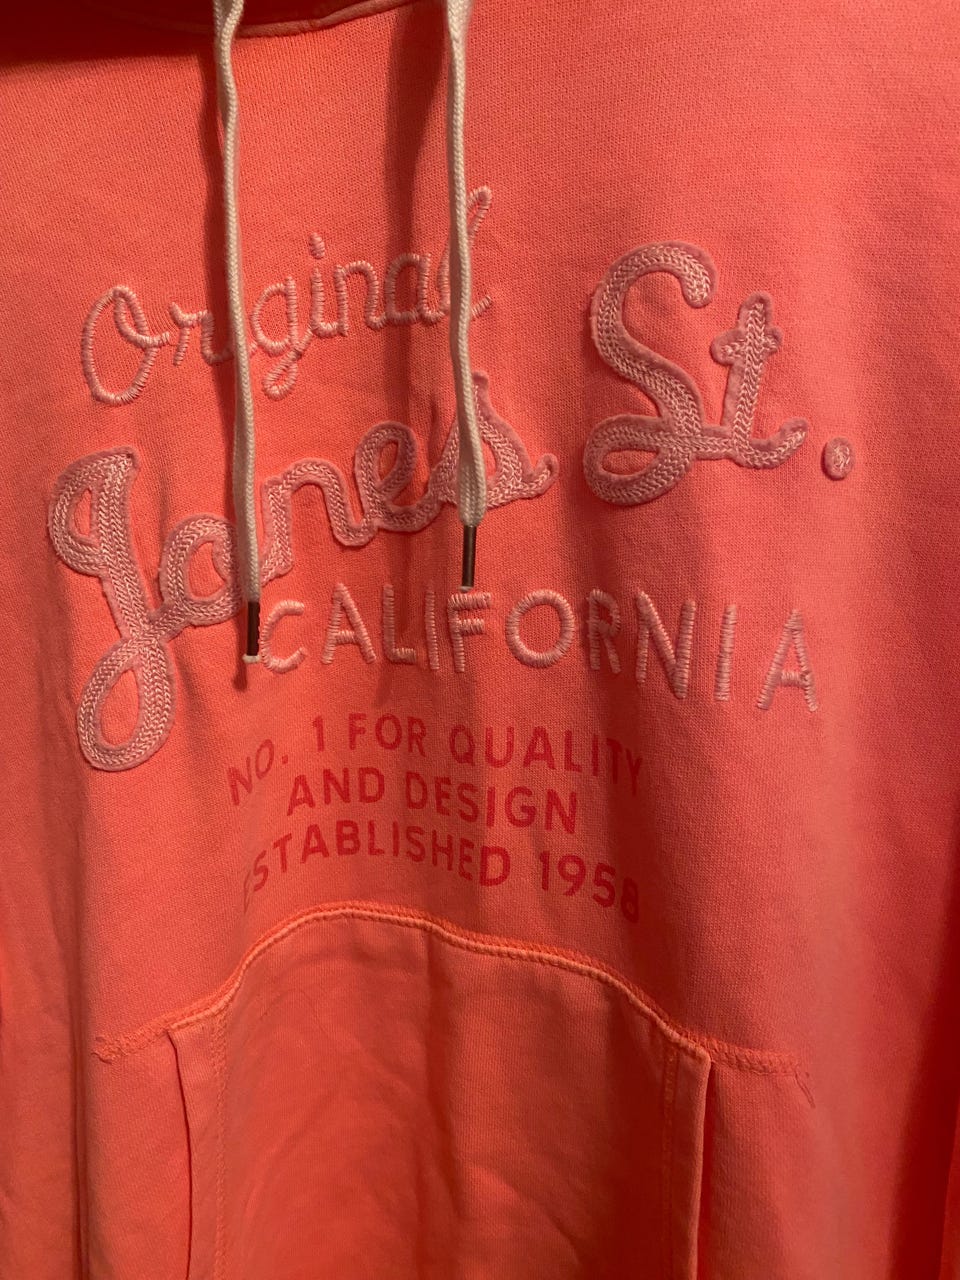 Original
Jones St.
CALIFORNIA
NO. 1 FOR QUALITY
AND DESIGN
ESTABLISHED 1958